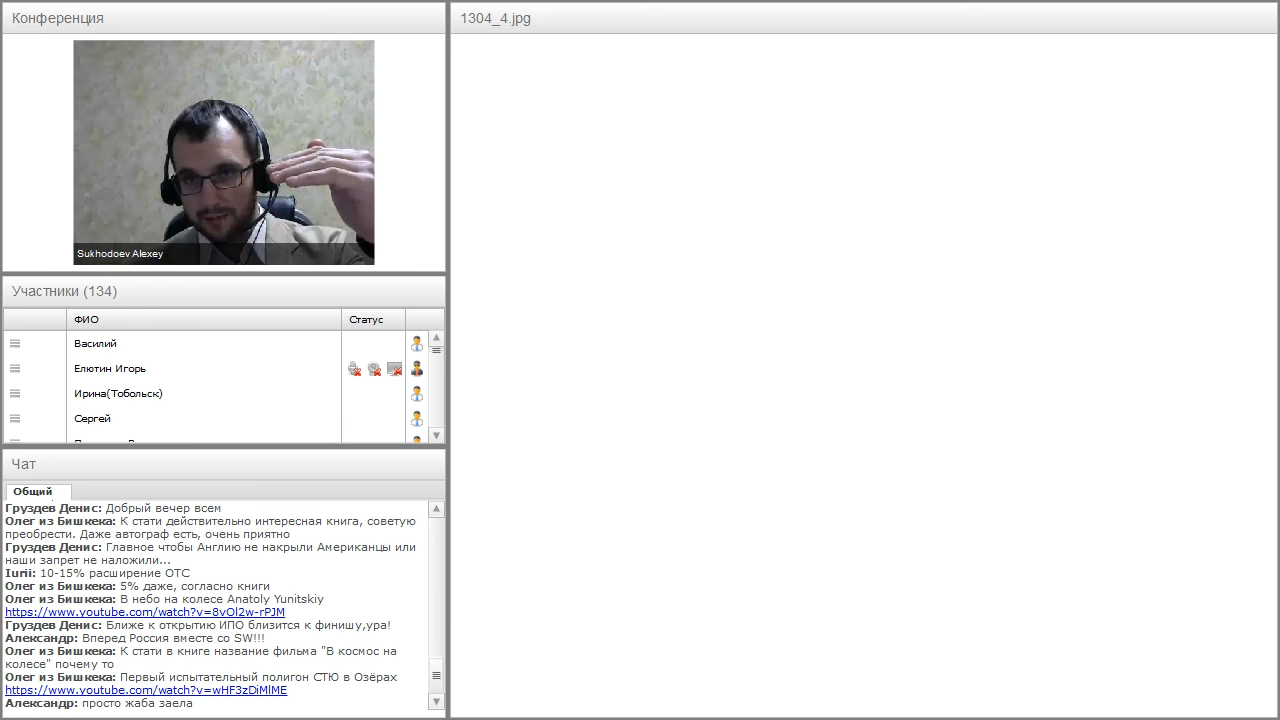 Конференция
1304_4.jpg
Sukhodoev Alexey
Участники (134)
ФИО
Статус
Василий
Елютин Игорь
Ирина(Тобольск)
Сергей
Чат
Общий
Груздев Денис: Добрый вечер всем
Олег из Бишкека: К стати действительно интересная книга, советую
преобрести. Даже автограф есть, очень приятно
Груздев Денис: Главное чтобы Англию не накрыли Американцы или
наши запрет не наложили...
Iurii: 10-15% расширение ОТС
Олег из Бишкека: 5% даже, согласно книги
Олег из Бишкека: В небо на колесе Anatoly Yunitskiy
https://www.youtube.com/watch?v=8vOl2w-rPJM
Груздев Денис: Ближе к открытию ИПО близится к финишу,ура!
Александр: Вперед Россия вместе со SW!!!
Олег из Бишкека: К стати в книге название фильма "В космос на
колесе" почему то
Олег из Бишкека: Первый испытательный полигон СТЮ в Озёрах
https://www.youtube.com/watch?v=wHF3zDiMlME
Александр: просто жаба заела